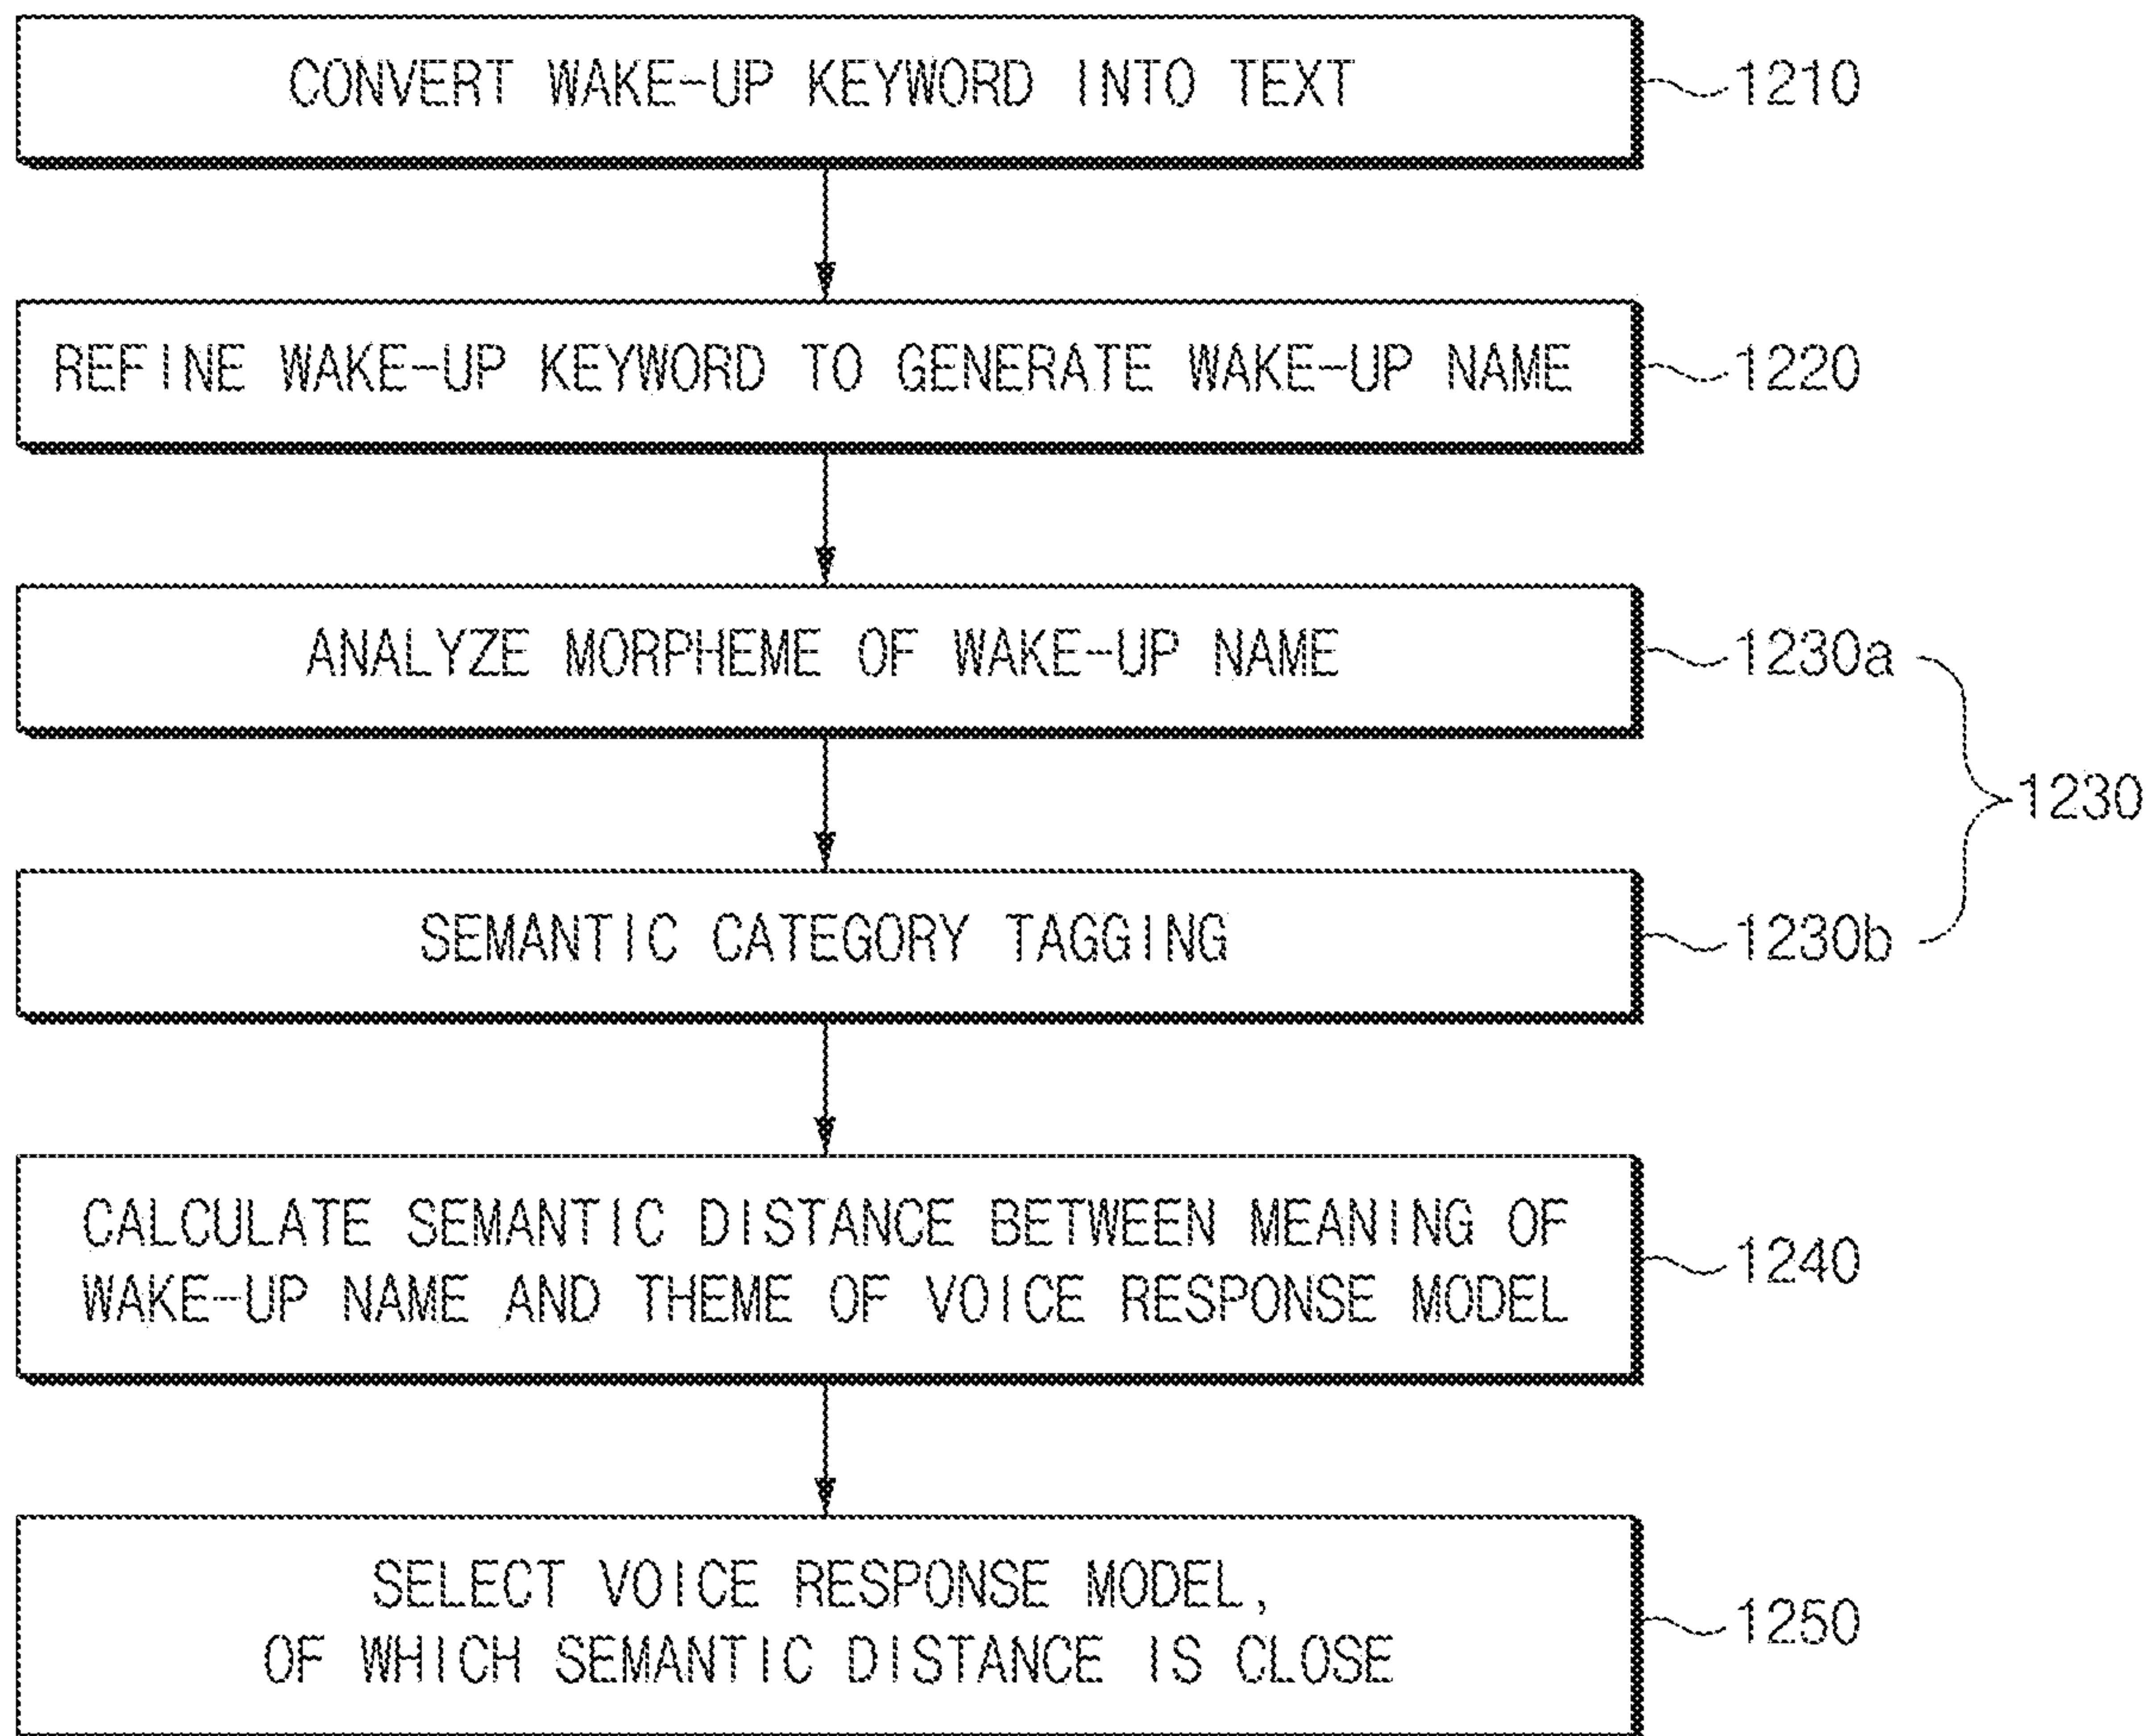 CONVERT WAKE-UP KEYWORD INTO TEXT
1210
REFINE WAKE-UP KEYWORD TO GENERATE WAKE-UP NAME
1220
ANALYZE MORPHEME OF WAKE-UP NAME
1230a
1230
SEMANTIC CATEGORY TAGGING
1230b
CALCULATE SEMANTIC DISTANCE BETWEEN MEANING OF
WAKE-UP NAME AND THEME OF VOICE RESPONSE MODEL
1240
SELECT VOICE RESPONSE MODEL,
OF WHICH SEMANTIC DISTANCE IS CLOSE
1250